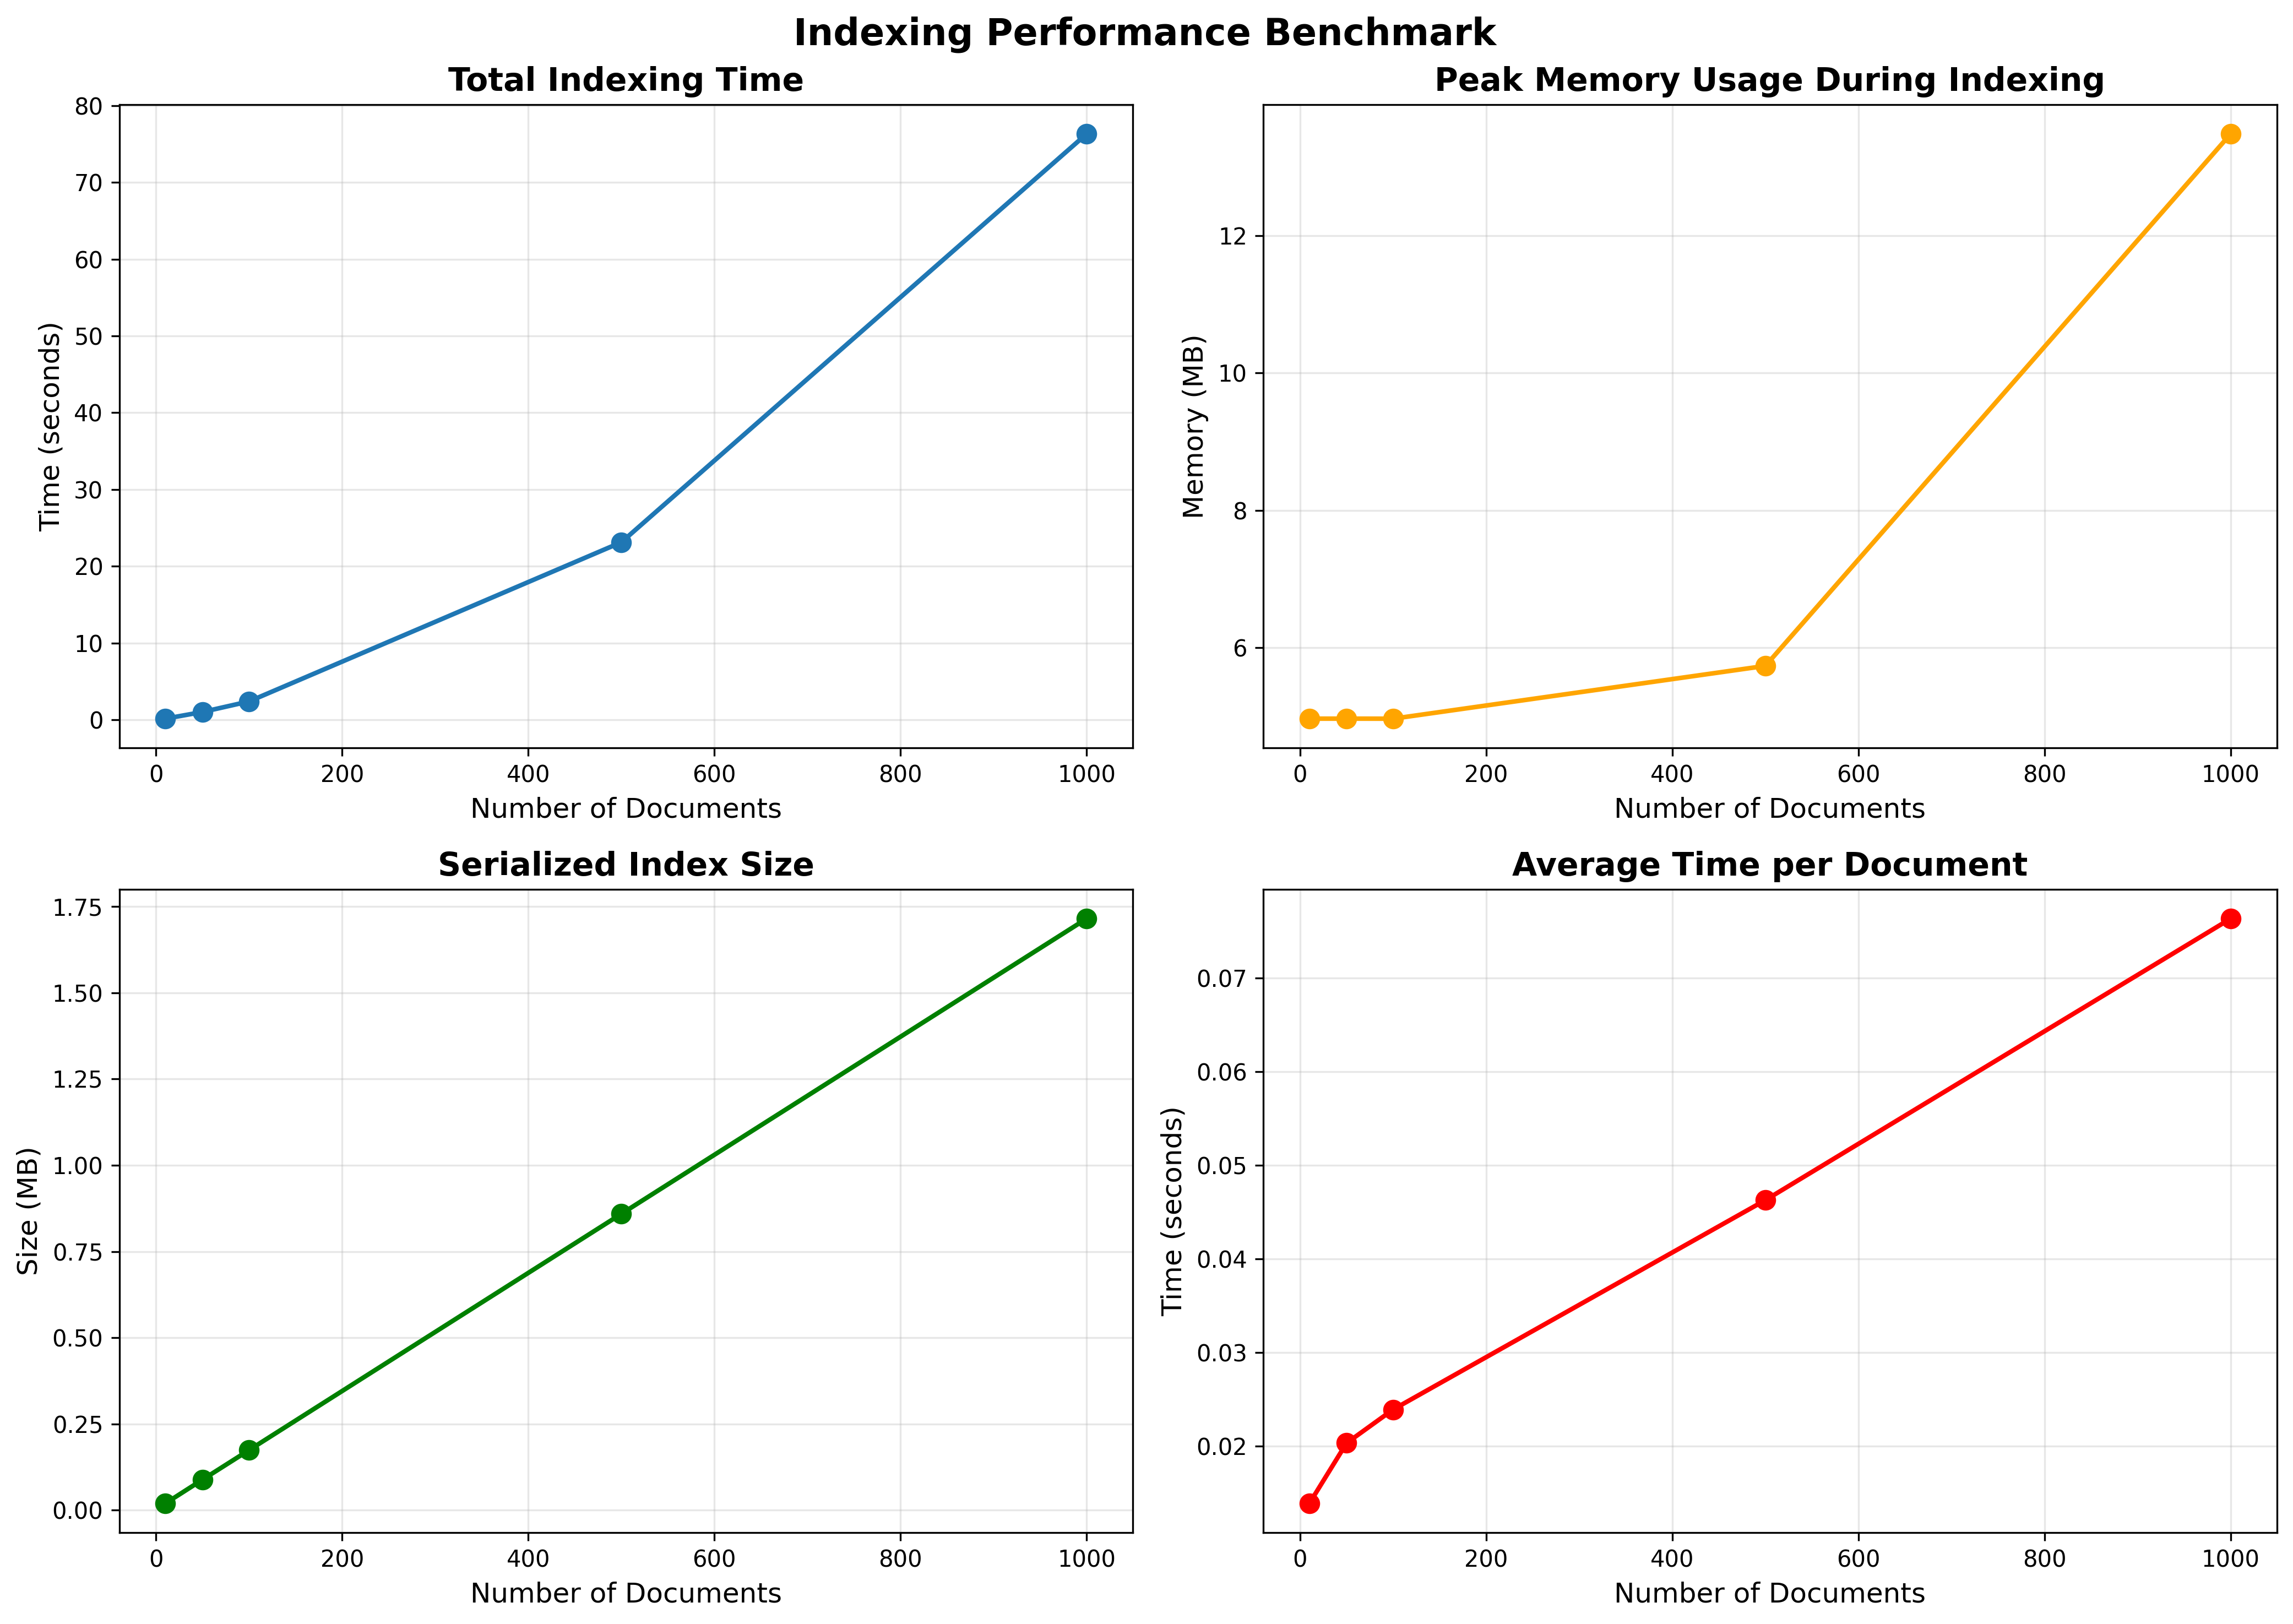 Indexing Performance Benchmark
Total Indexing Time
80
70
60
50
40
30
20
10
0
Time (seconds)
0 200 400 600 800 1000
Number of Documents
Peak Memory Usage During Indexing
12
10
8
6
Memory (MB)
0 200 400 600 800 1000
Number of Documents
Serialized Index Size
1.75
1.50
1.25
1.00
0.75
0.50
0.25
0.00
Size (MB)
0 200 400 600 800 1000
Number of Documents
Average Time per Document
0.07
0.06
0.05
0.04
0.03
0.02
Time (seconds)
0 200 400 600 800 1000
Number of Documents